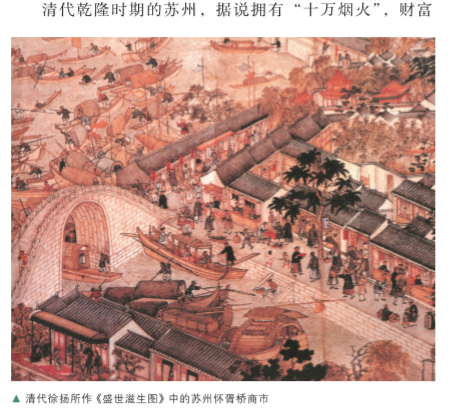 清代乾隆时期的苏州，据说拥有“十万烟火”，财富
▲ 清代徐扬所作《盛世滋生图》中的苏州怀胥桥商市